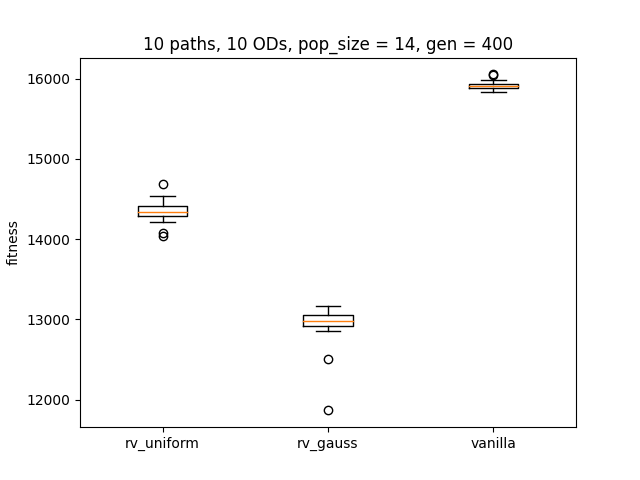 10 paths, 10 ODs, pop_size = 14, gen = 400
fitness
16000
15000
14000
13000
12000
rv_uniform
rv_gauss
vanilla